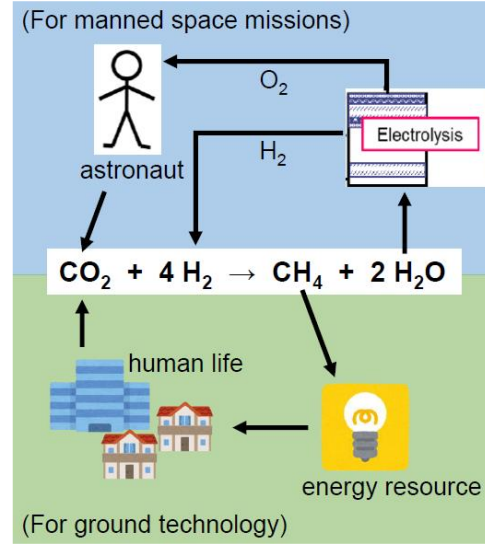 (For manned space missions)
O₂
Electrolysis
H₂
astronaut
CO₂ + 4 H₂ → CH₄ + 2 H₂O
human life
energy resource
(For ground technology)